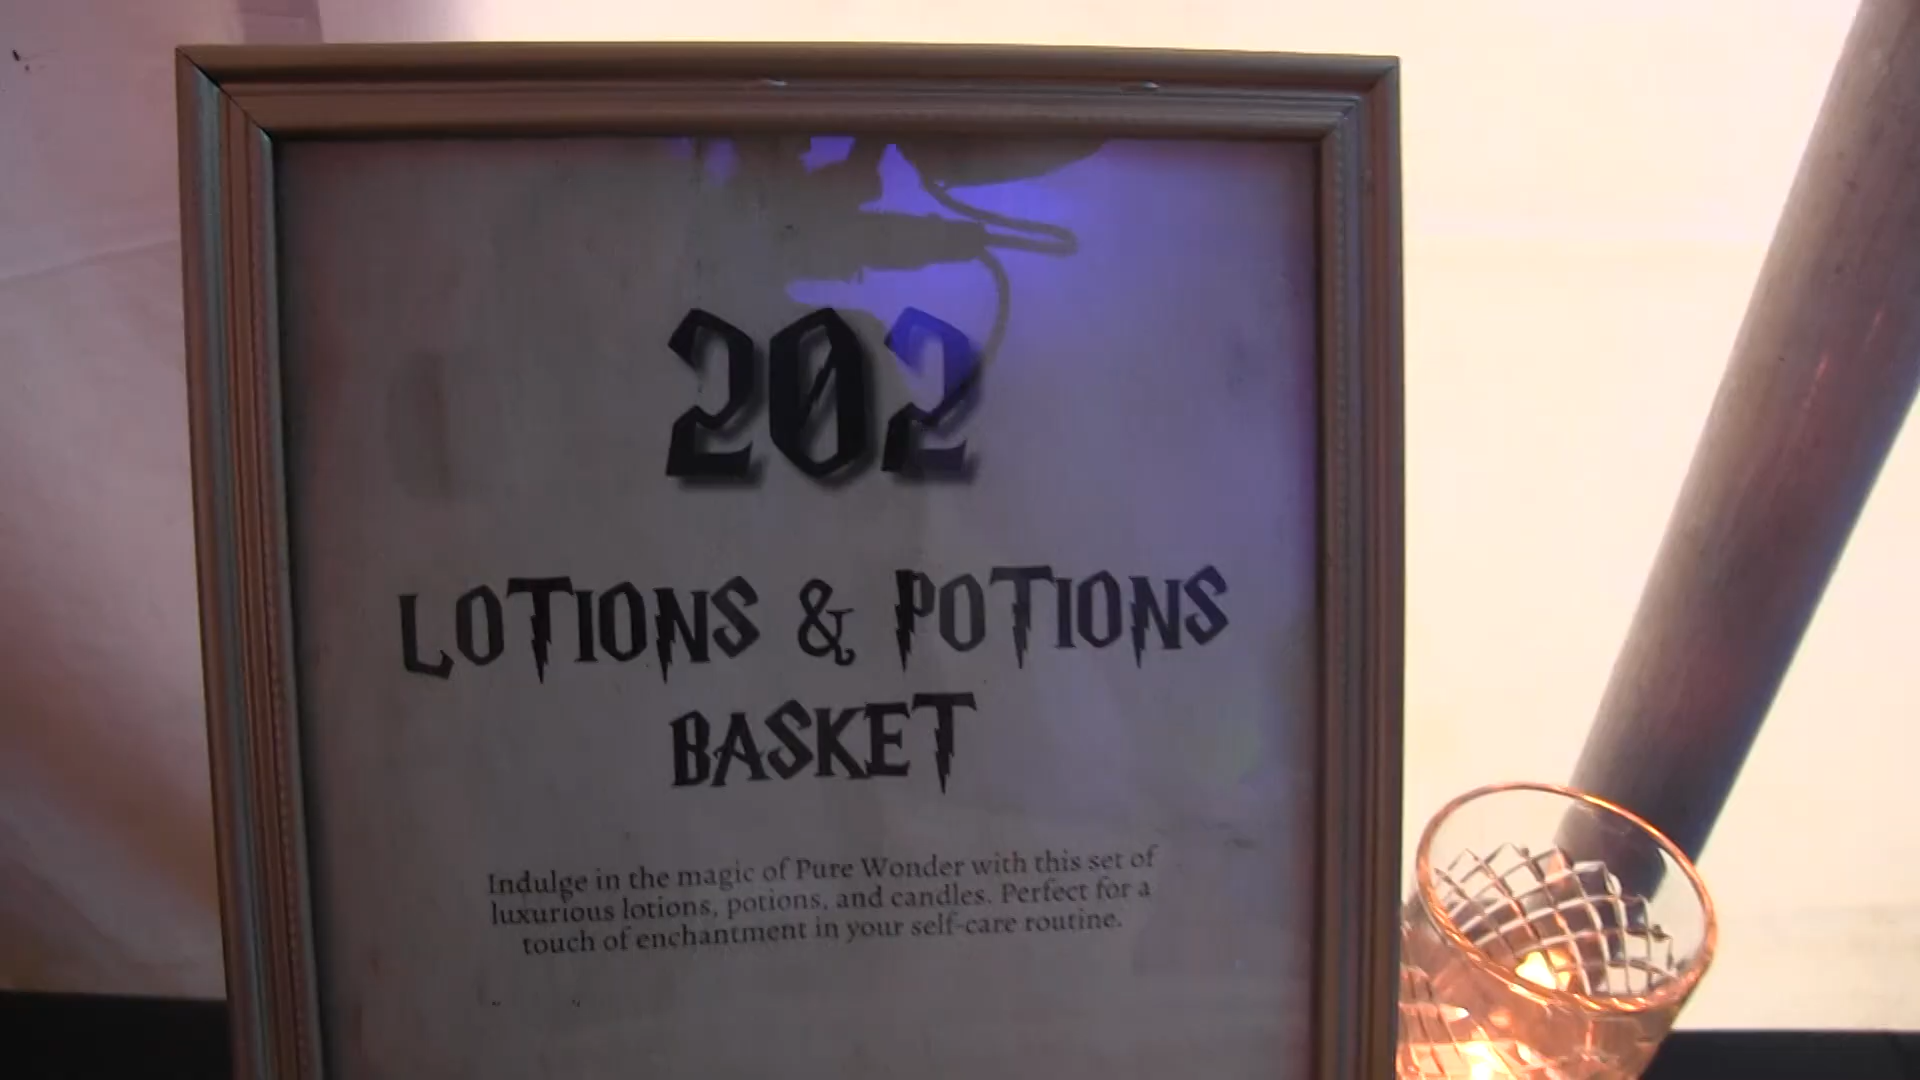 202
LOTIONS & POTIONS
BASKET
Indulge in the magic of Pure Wonder with this set of
luxurious lotions, potions, and candles. Perfect for a
touch of enchantment in your self-care routine.